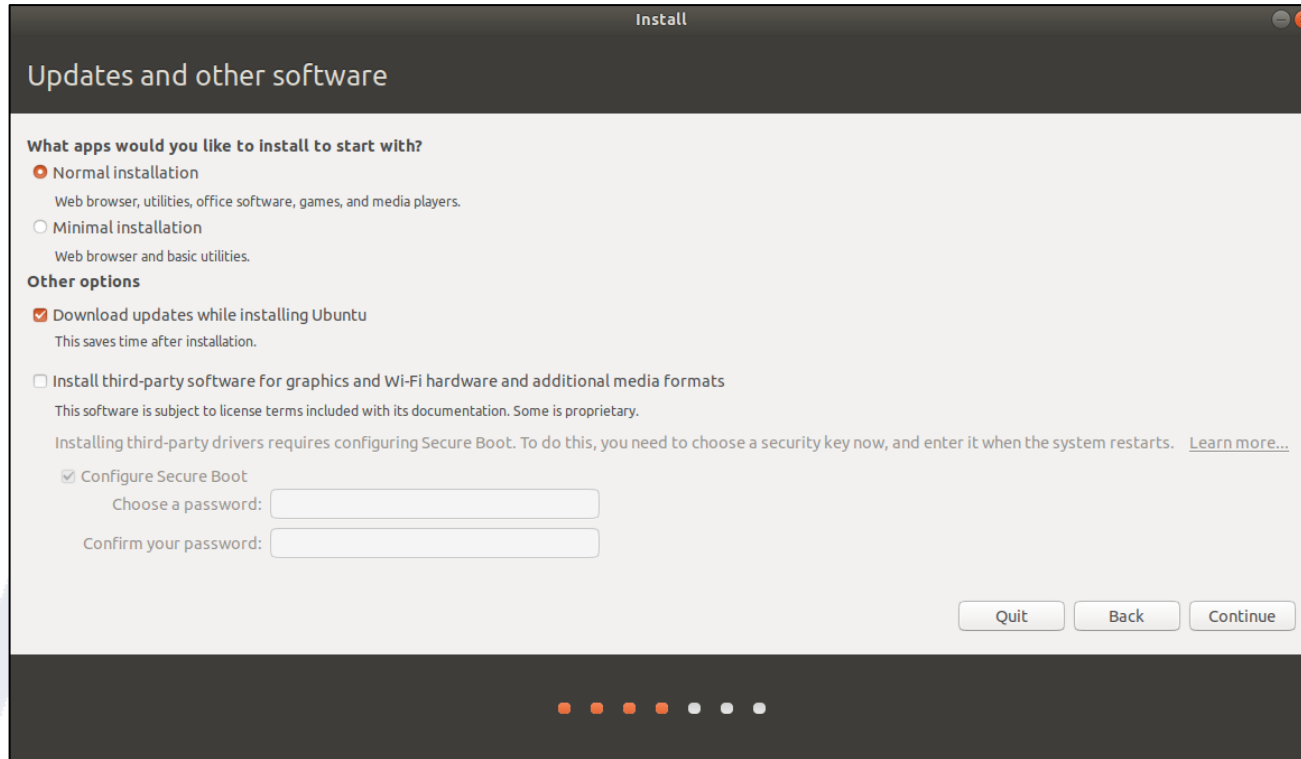 Install
Updates and other software
What apps would you like to install to start with?
Normal installation
Web browser, utilities, office software, games, and media players.
Minimal installation
Web browser and basic utilities.
Other options
Download updates while installing Ubuntu
This saves time after installation.
Install third-party software for graphics and Wi-Fi hardware and additional media formats
This software is subject to license terms included with its documentation. Some is proprietary.
Installing third-party drivers requires configuring Secure Boot. To do this, you need to choose a security key now, and enter it when the system restarts. Learn more...
Configure Secure Boot
Choose a password:
Confirm your password:
Quit Back Continue